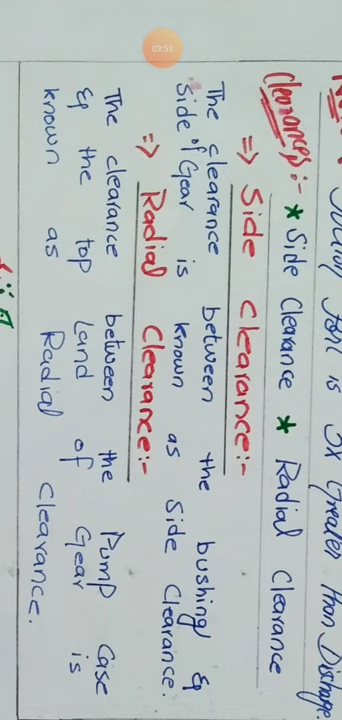 Suction Port is 3X Greater than Discharge
Clearances:- * Side Clearance * Radial Clearance
=> Side Clearance:-
The clearance between the bushing &
Side of Gear is known as Side Clearance.
=> Radial Clearance:-
The clearance between the Pump Case
& the top Land of Gear is
known as Radial Clearance.
03:53